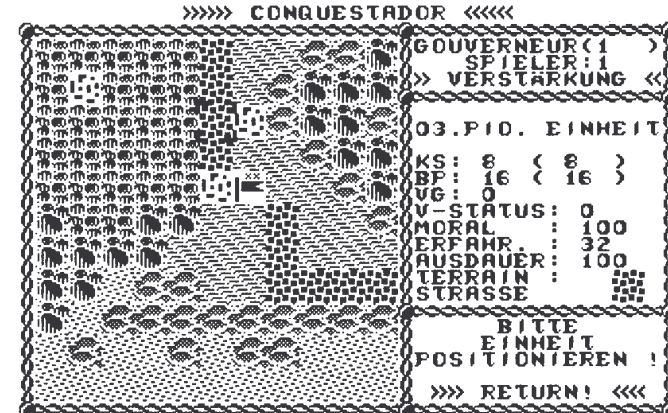 >>>>>> CONQUESTADOR <<<<<<
GOUVERNEUR(1 )
SPIELER:1
>> VERSTÄRKUNG <<
03.PIO. EINHEIT
KS: 8 ( 8 )
BP: 16 ( 16 )
VG: 0
V-STATUS: 0
MORAL : 100
ERFAHR. : 32
AUSDAUER: 100
TERRAIN :
STRASSE
BITTE
EINHEIT
POSITIONIEREN !
>>>> RETURN! <<<<